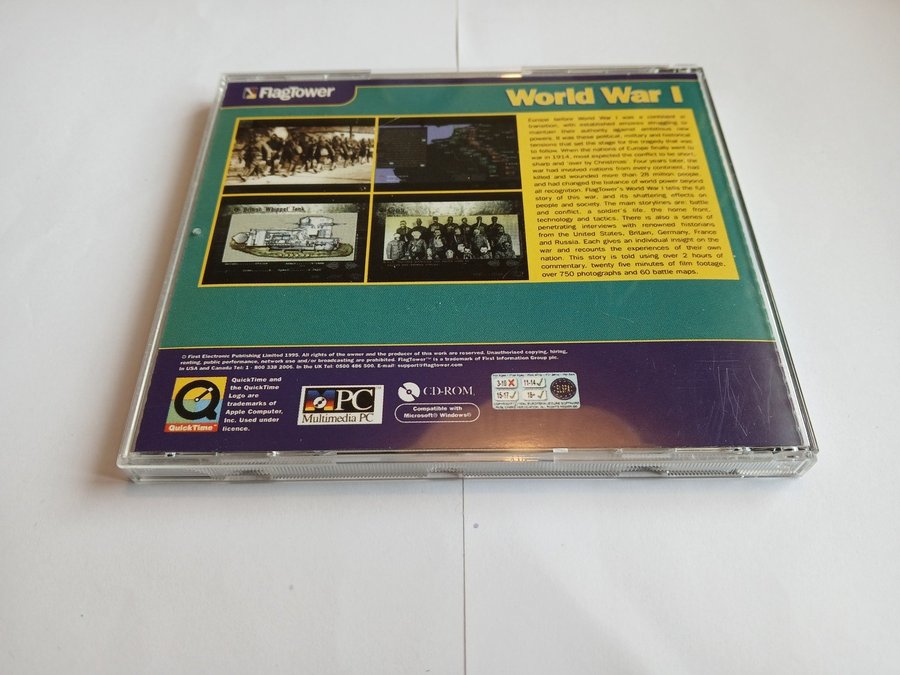 FlagTower
World War I
Europe before World War I was a continent in
transition, with established empires struggling to
maintain their authority against ambitious new
powers. It was these political, military and historical
tensions that set the stage for the tragedy that was
to follow. When the nations of Europe finally went to
war in 1914, most expected the conflict to be short,
sharp and 'over by Christmas'. Four years later, the
war had involved nations from every continent, had
killed and wounded more than 28 million people
and had changed the balance of world power beyond
all recognition. FlagTower's World War I tells the full
story of this war, and its shattering effects on
people and society. The main storylines are: battle
and conflict, a soldier's life, the home front,
technology and tactics. There is also a series of
penetrating interviews with renowned historians
from the United States, Britain, Germany, France
and Russia. Each gives an individual insight on the
war and recounts the experiences of their own
nation. This story is told using over 2 hours of
commentary, twenty five minutes of film footage,
over 750 photographs and 60 battle maps.
British 'Whippet' Tank
© First Electronic Publishing Limited 1995. All rights of the owner and the producer of this work are reserved. Unauthorised copying, hiring,
renting, public performance, network use and/or broadcasting are prohibited. FlagTower™ is a trademark of First Information Group plc.
In USA and Canada Tel: 1 - 800 338 2006. In the UK Tel: 0500 486 500. E-mail: support@flagtower.com
QuickTime™
QuickTime and
the QuickTime
Logo are
trademarks of
Apple Computer,
Inc. Used under
licence.
MPC
Multimedia PC
CD-ROM
Compatible with
Microsoft® Windows®
3-10 11-14
15-17 18+
ELSPA